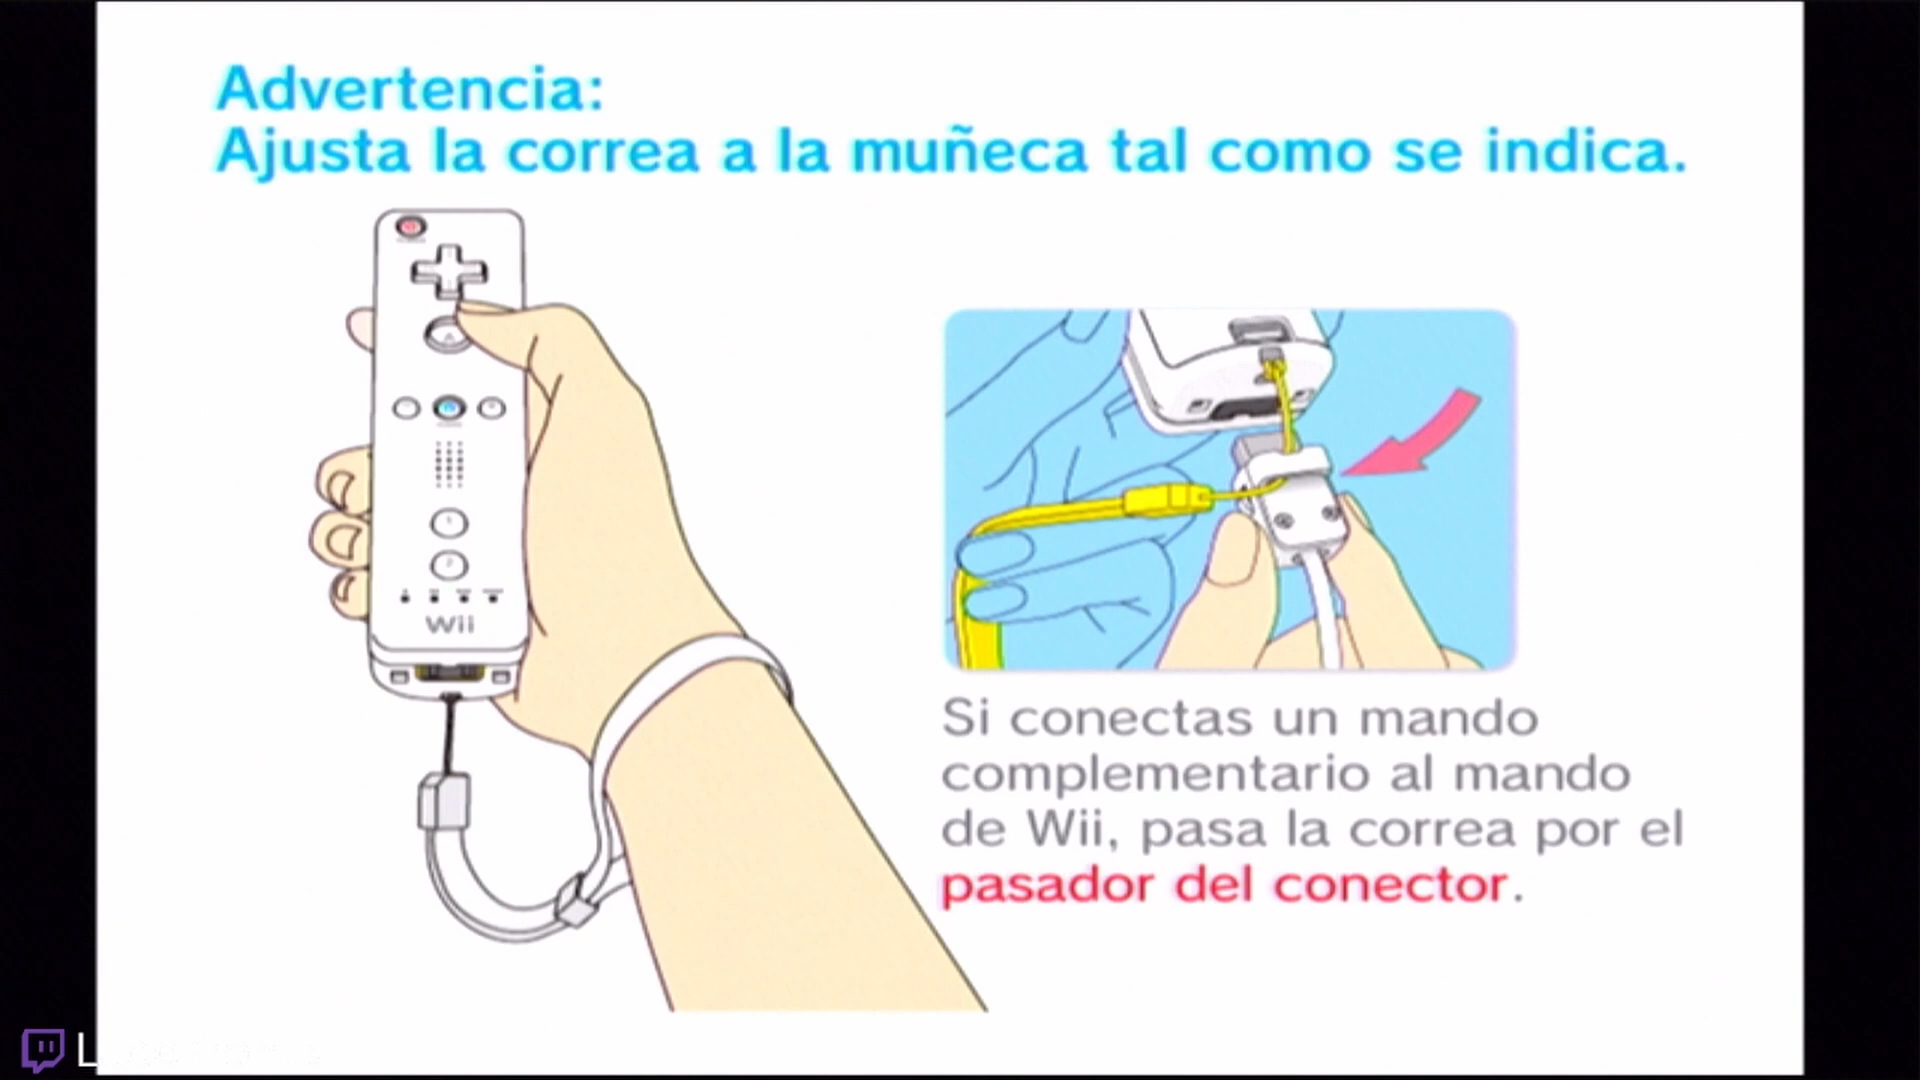 Advertencia:
Ajusta la correa a la muñeca tal como se indica.
Wii
Si conectas un mando
complementario al mando
de Wii, pasa la correa por el
pasador del conector.